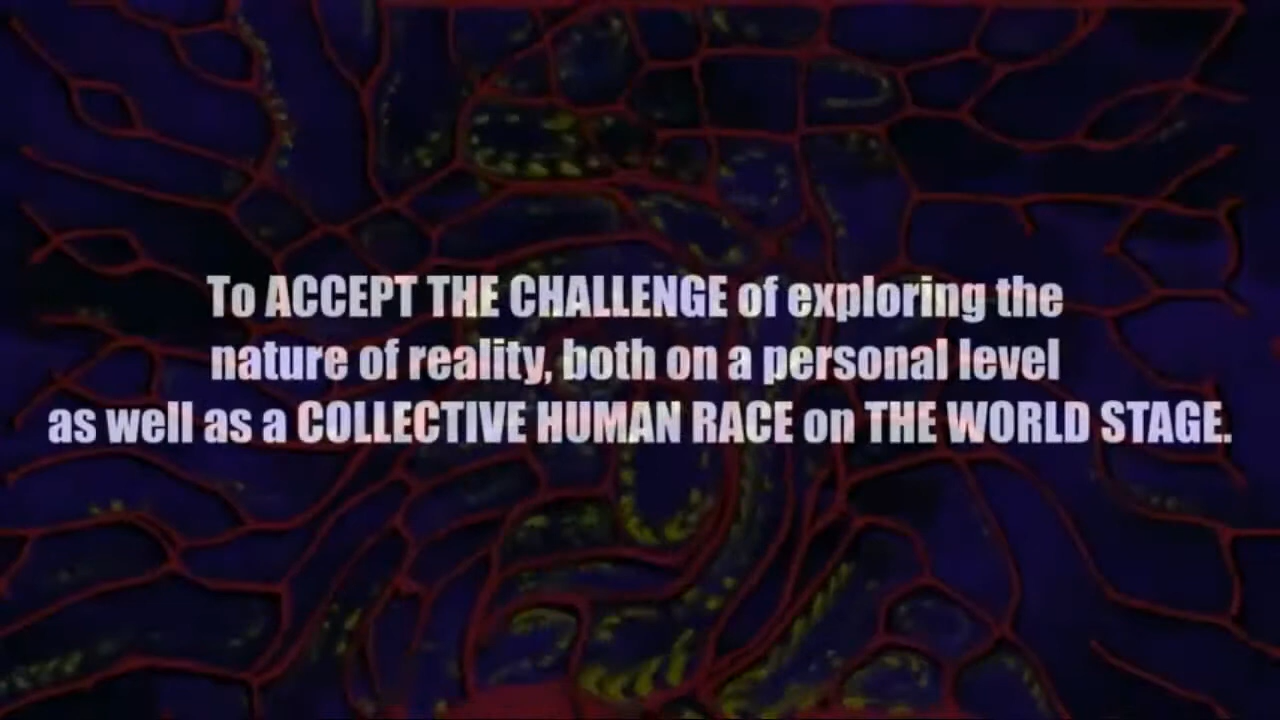 To ACCEPT THE CHALLENGE of exploring the
nature of reality, both on a personal level
as well as a COLLECTIVE HUMAN RACE on THE WORLD STAGE.